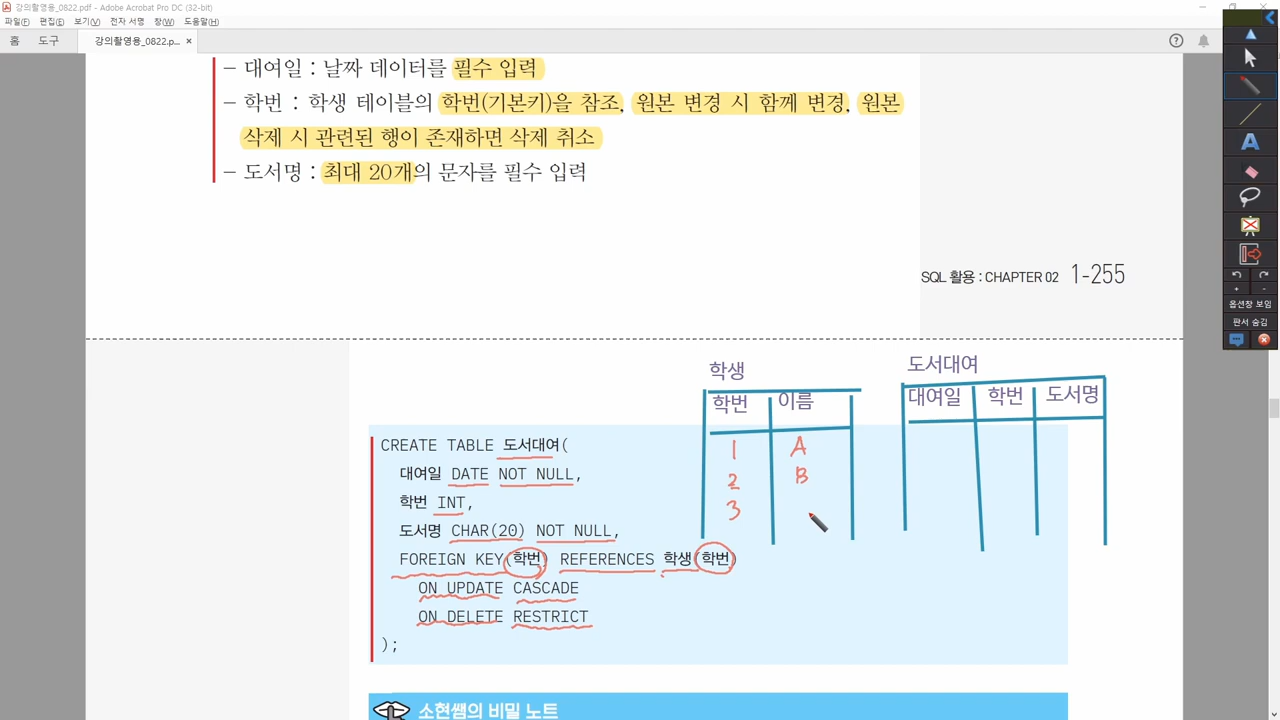 강의촬영용_0822.pdf - Adobe Acrobat Pro DC (32-bit)
파일(F) 편집(E) 보기(V) 전자 서명 창(W) 도움말(H)
홈 도구 강의촬영용_0822.p... ×
– 대여일 : 날짜 데이터를 필수 입력
– 학번 : 학생 테이블의 학번(기본키)을 참조, 원본 변경 시 함께 변경, 원본
삭제 시 관련된 행이 존재하면 삭제 취소
– 도서명 : 최대 20개의 문자를 필수 입력
SQL 활용 : CHAPTER 02 1-255
옵션창 보임
판서 숨김
학생
학번 이름
1 A
2 B
3
도서대여
대여일 학번 도서명
CREATE TABLE 도서대여(
대여일 DATE NOT NULL,
학번 INT,
도서명 CHAR(20) NOT NULL,
FOREIGN KEY(학번) REFERENCES 학생(학번)
ON UPDATE CASCADE
ON DELETE RESTRICT
);
소현쌤의 비밀 노트